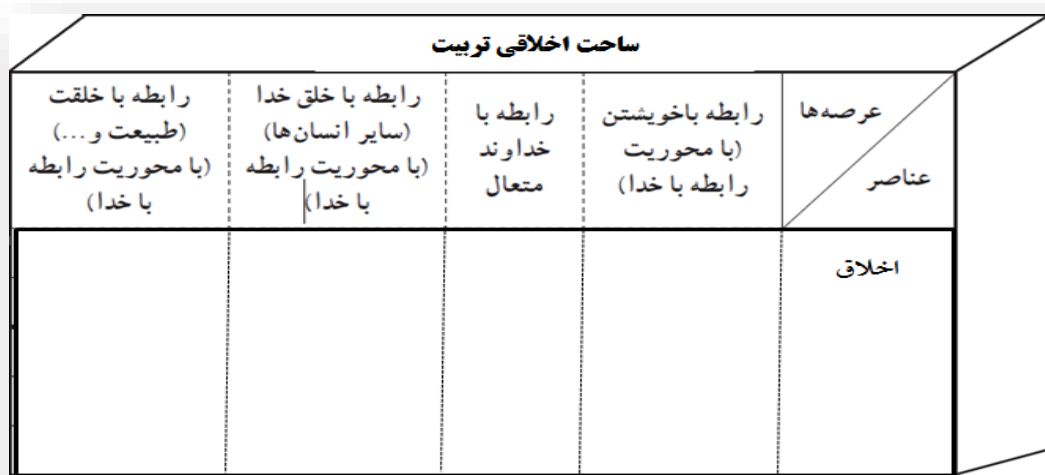 ساحت اخلاقی تربیت
عرصه‌ها
عناصر
رابطه باخویشتن
(با محوریت
رابطه با خدا)
رابطه با
خداوند
متعال
رابطه با خلق خدا
(سایر انسان‌ها)
(با محوریت رابطه
با خدا)
رابطه با خلقت
(طبیعت و...)
(با محوریت رابطه
با خدا)
اخلاق